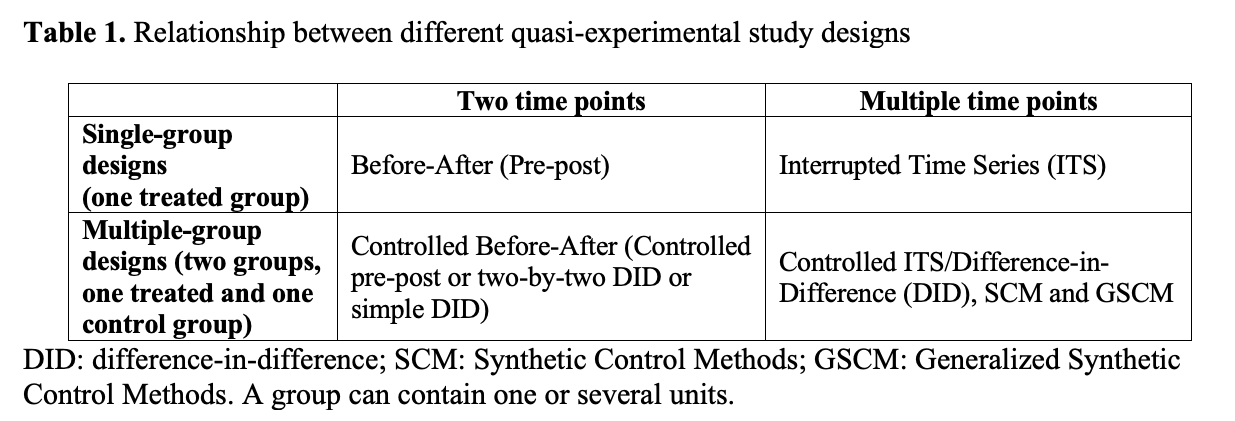 Table 1. Relationship between different quasi-experimental study designs
Two time points
Multiple time points
Single-group
designs
(one treated group)
Before-After (Pre-post)
Interrupted Time Series (ITS)
Multiple-group
designs (two groups,
one treated and one
control group)
Controlled Before-After (Controlled
pre-post or two-by-two DID or
simple DID)
Controlled ITS/Difference-in-
Difference (DID), SCM and GSCM
DID: difference-in-difference; SCM: Synthetic Control Methods; GSCM: Generalized Synthetic
Control Methods. A group can contain one or several units.